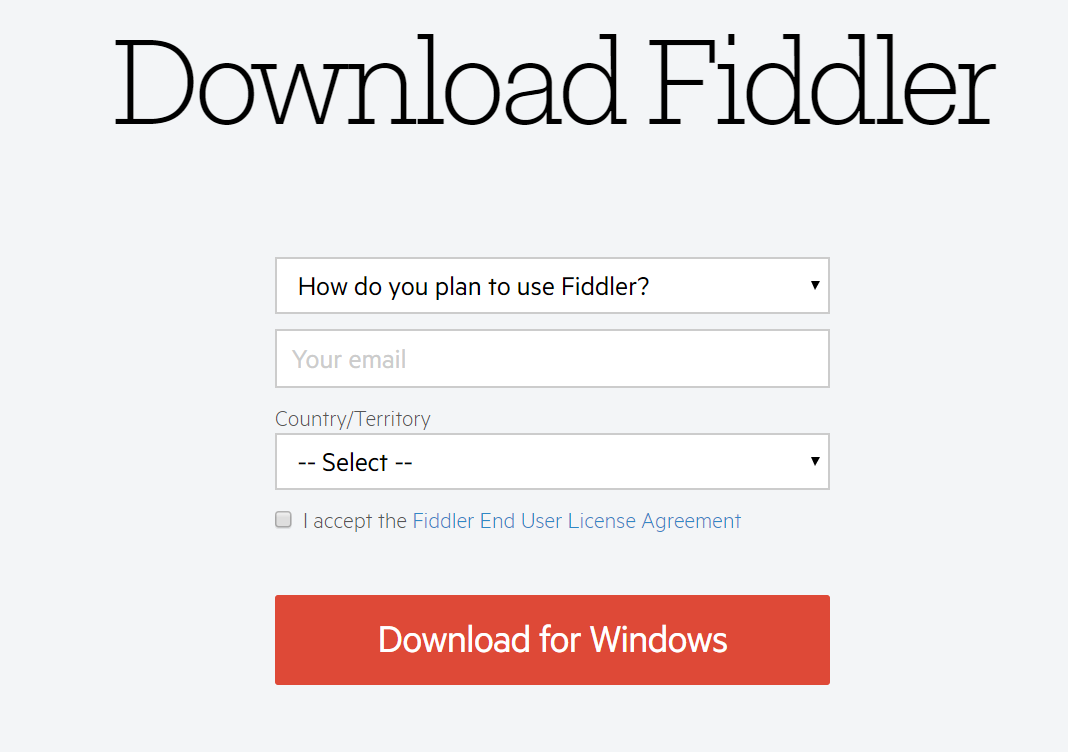 Download Fiddler
How do you plan to use Fiddler?
Your email
Country/Territory
-- Select --
I accept the Fiddler End User License Agreement
Download for Windows